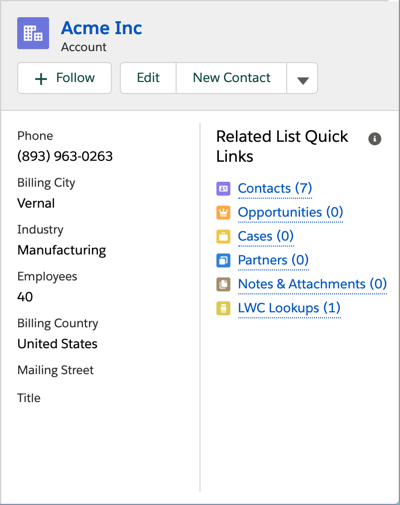 Acme Inc
Account
Follow
Edit
New Contact
Phone
(893) 963-0263
Billing City
Vernal
Industry
Manufacturing
Employees
40
Billing Country
United States
Mailing Street
Title
Related List Quick
Links
Contacts (7)
Opportunities (0)
Cases (0)
Partners (0)
Notes & Attachments (0)
LWC Lookups (1)